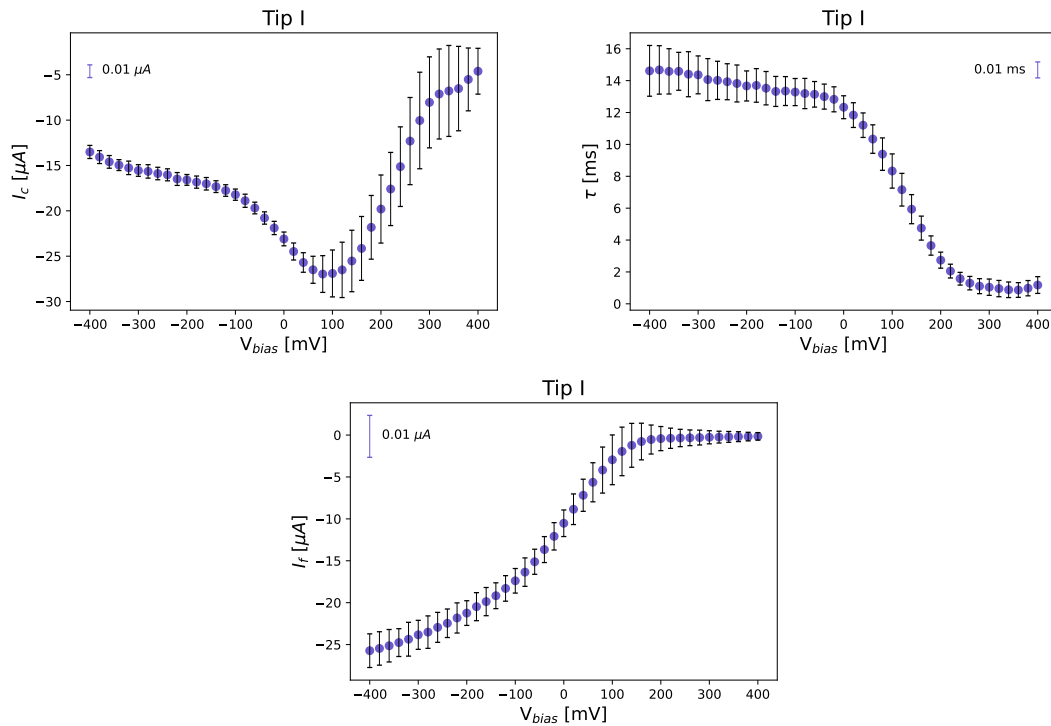 Tip I
0.01 μA
I_c [μA]
−5
−10
−15
−20
−25
−30
−400 −300 −200 −100 0 100 200 300 400
V_bias [mV]
Tip I
0.01 ms
τ [ms]
16
14
12
10
8
6
4
2
0
−400 −300 −200 −100 0 100 200 300 400
V_bias [mV]
Tip I
0.01 μA
I_f [μA]
0
−5
−10
−15
−20
−25
−400 −300 −200 −100 0 100 200 300 400
V_bias [mV]